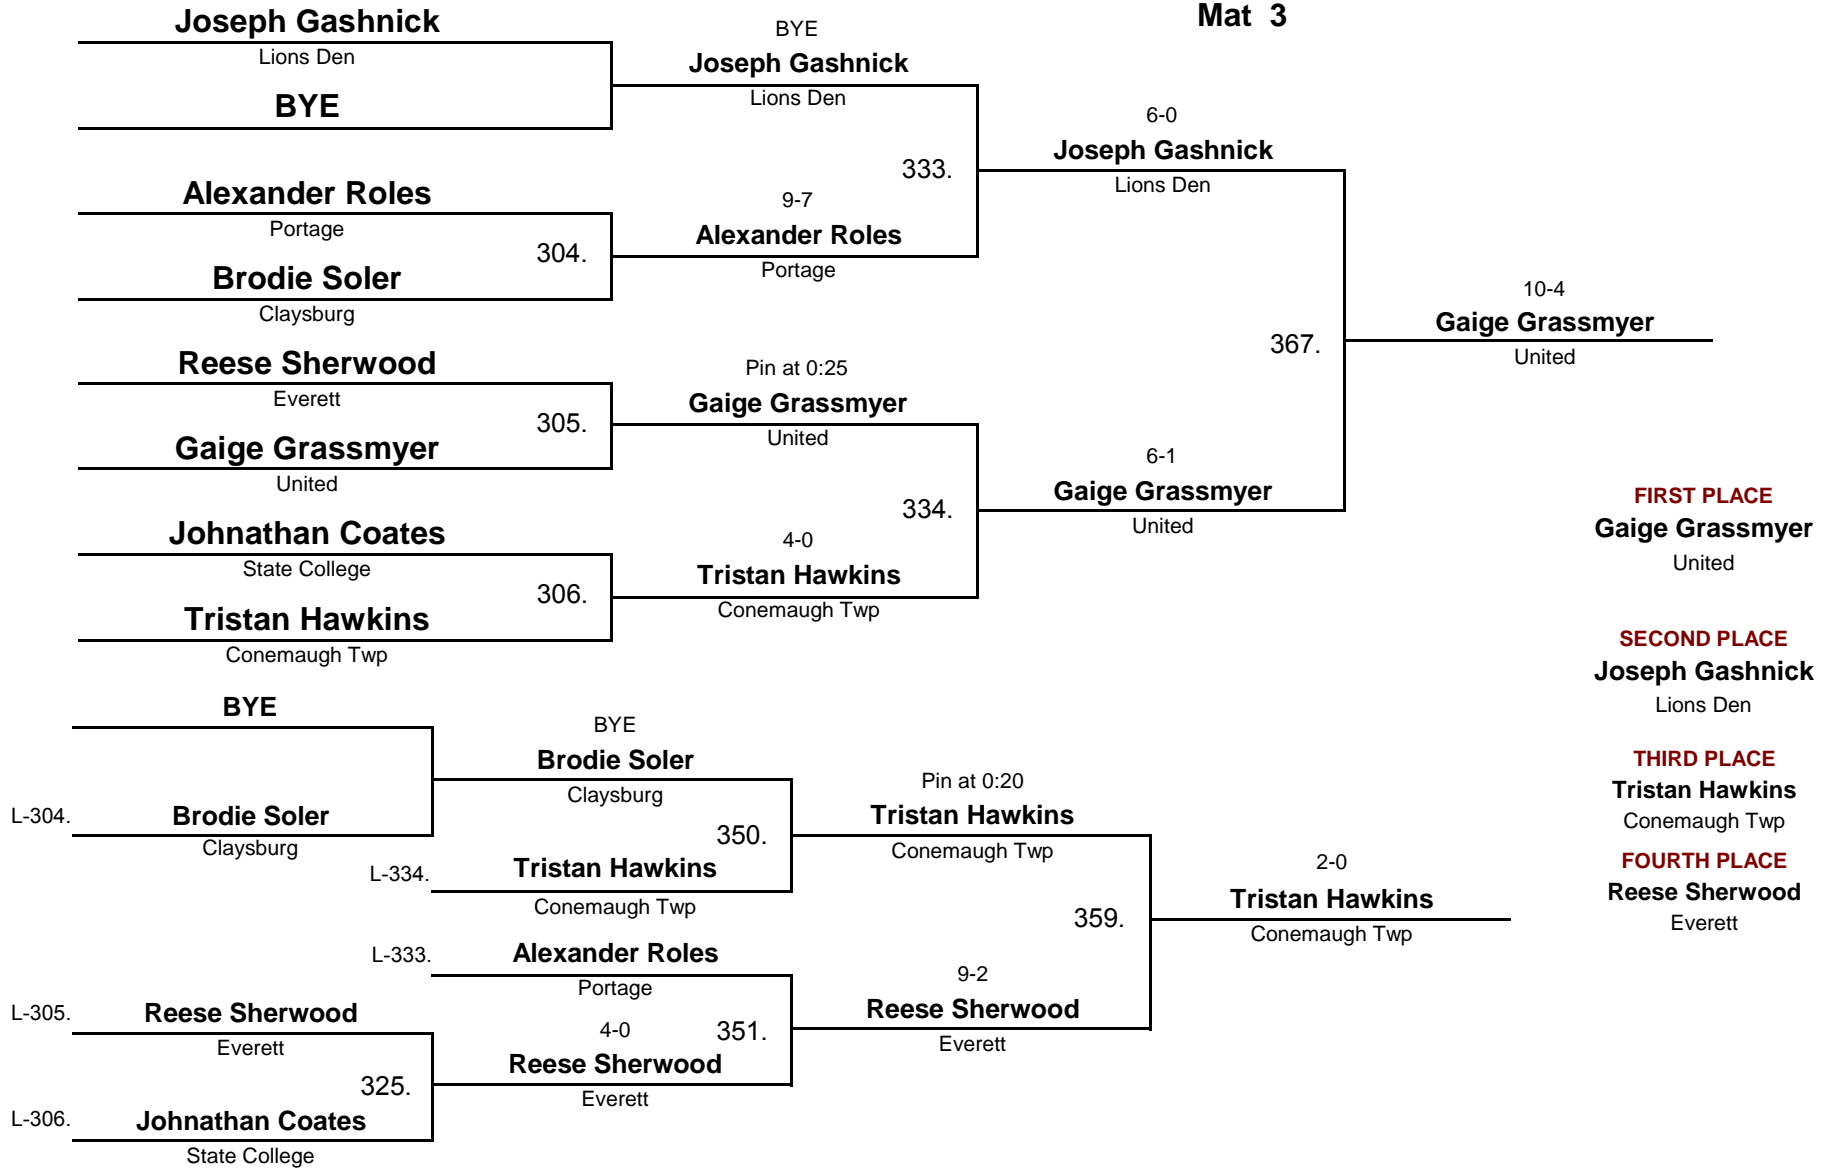 Mat 3
Joseph Gashnick
Lions Den
BYE
BYE
Joseph Gashnick
Lions Den
Alexander Roles
Portage
304.
Brodie Soler
Claysburg
9-7
Alexander Roles
Portage
333.
6-0
Joseph Gashnick
Lions Den
Reese Sherwood
Everett
305.
Gaige Grassmyer
United
Pin at 0:25
Gaige Grassmyer
United
Johnathan Coates
State College
306.
Tristan Hawkins
Conemaugh Twp
4-0
Tristan Hawkins
Conemaugh Twp
334.
6-1
Gaige Grassmyer
United
367.
10-4
Gaige Grassmyer
United
FIRST PLACE
Gaige Grassmyer
United
SECOND PLACE
Joseph Gashnick
Lions Den
THIRD PLACE
Tristan Hawkins
Conemaugh Twp
FOURTH PLACE
Reese Sherwood
Everett
BYE
L-304.
Brodie Soler
Claysburg
BYE
Brodie Soler
Claysburg
350.
L-334.
Tristan Hawkins
Conemaugh Twp
Pin at 0:20
Tristan Hawkins
Conemaugh Twp
L-333.
Alexander Roles
Portage
L-305.
Reese Sherwood
Everett
325.
L-306.
Johnathan Coates
State College
4-0
Reese Sherwood
Everett
351.
9-2
Reese Sherwood
Everett
359.
2-0
Tristan Hawkins
Conemaugh Twp